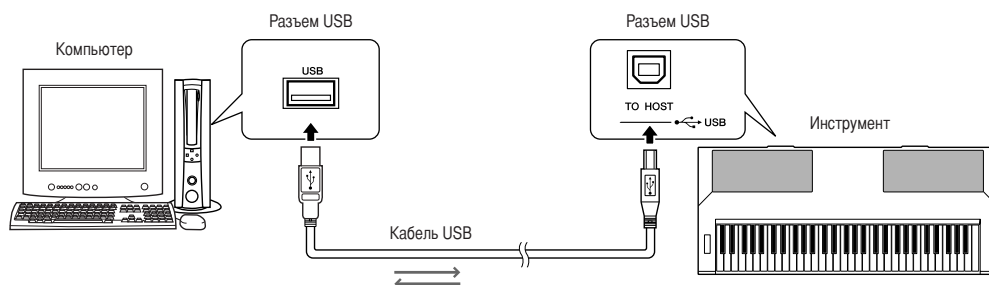 Разъем USB
Разъем USB
Компьютер
USB
TO HOST
USB
Инструмент
Кабель USB